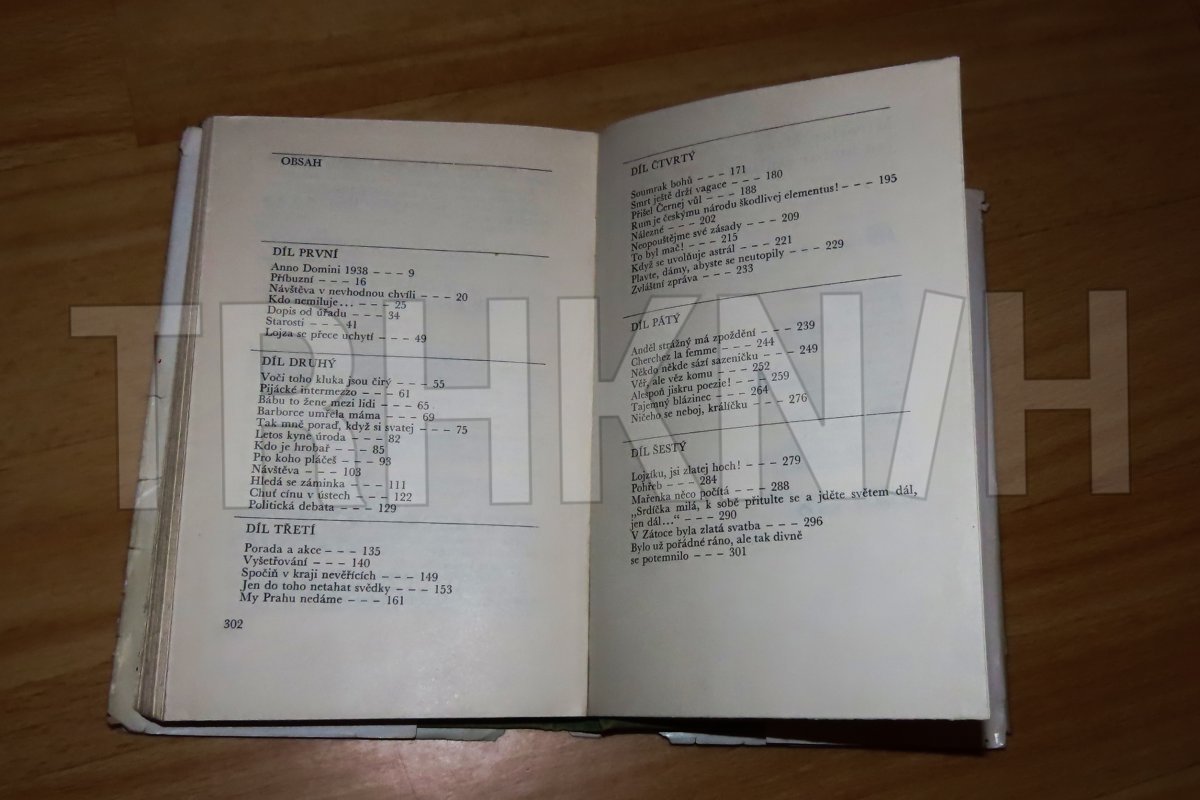 OBSAH
DÍL PRVNÍ
Anno Domini 1938 – – – 9
Příbuzní – – – 16
Návštěva v nevhodnou chvíli – – – 20
Kdo nemiluje... – – – 25
Dopis od úřadu – – – 34
Starosti – – – 41
Lojza se přece uchytí – – – 49
DÍL DRUHÝ
Voči toho kluka jsou čirý – – – 55
Pijácké intermezzo – – – 61
Bábu to žene mezi lidi – – – 65
Barborce umřela máma – – – 69
Tak mně poraď, když si svatej – – – 75
Letos kyne úroda – – – 82
Kdo je hrobař – – – 85
Pro koho pláčeš – – – 93
Návštěva – – – 103
Hledá se záminka – – – 111
Chuť cínu v ústech – – – 122
Politická debata – – – 129
DÍL TŘETÍ
Porada a akce – – – 135
Vyšetřování – – – 140
Spočiň v kraji nevěřících – – – 149
Jen do toho netahat svědky – – – 153
My Prahu nedáme – – – 161
302
DÍL ČTVRTÝ
Soumrak bohů – – – 171
Smrt ještě drží vagace – – – 180
Přišel Černej vůl – – – 188
Rum je českýmu národu škodlivej elementus! – – – 195
Nálezné – – – 202
Neopouštějme své zásady – – – 209
To byl mač! – – – 215
Když se uvolňuje astrál – – – 221
Plavte, dámy, abyste se neutopily – – – 229
Zvláštní zpráva – – – 233
DÍL PÁTÝ
Anděl strážný má zpoždění – – – 239
Cherchez la femme – – – 244
Někdo někde sází sazeničku – – – 249
Věř, ale věz komu – – – 252
Alespoň jiskru poezie! – – – 259
Tajemný blázinec – – – 264
Ničeho se neboj, králíčku – – – 276
DÍL ŠESTÝ
Lojzíku, jsi zlatej hoch! – – – 279
Pohřeb – – – 284
Mařenka něco počítá – – – 288
„Srdíčka milá, k sobě přitulte se a jděte světem dál,
jen dál...“ – – – 290
V Zátoce byla zlatá svatba – – – 296
Bylo už pořádné ráno, ale tak divně
se potemnilo – – – 301
TRHKNIH